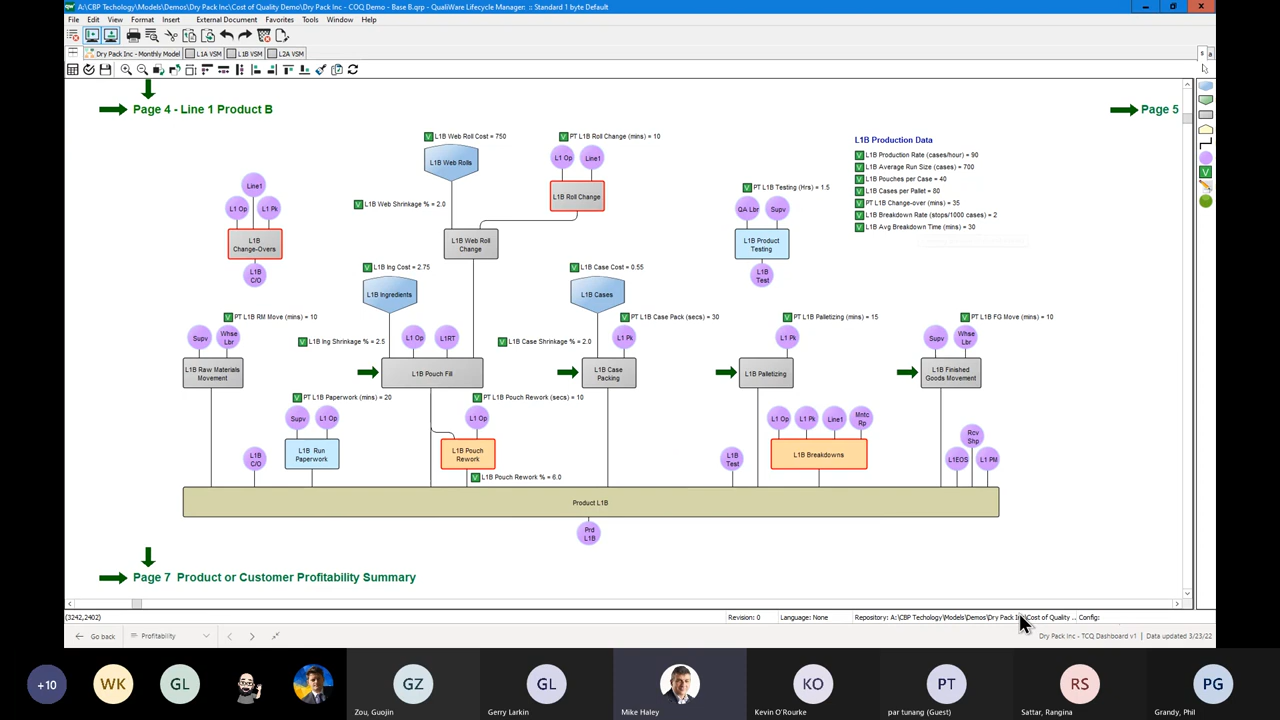 A:\CBP Techology\Models\Demos\Dry Pack Inc\Cost of Quality Demo\Dry Pack Inc - COQ Demo - Base B.qrp - QualiWare Lifecycle Manager: :: Standard 1 byte Default
File Edit View Format Insert External Document Favorites Tools Window Help
Dry Pack Inc - Monthly Model L1A VSM L1B VSM L2A VSM
s a
Page 4 - Line 1 Product B
Page 5
L1B Web Roll Cost = 750
PT L1B Roll Change (mins) = 10
L1B Production Data
L1B Production Rate (cases/hour) = 90
L1B Average Run Size (cases) = 700
L1B Pouches per Case = 40
L1B Cases per Pallet = 80
PT L1B Change-over (mins) = 35
L1B Breakdown Rate (stops/1000 cases) = 2
L1B Avg Breakdown Time (mins) = 30
L1B Web Rolls
L1 Op
Line1
L1B Roll Change
Line1
L1 Op
L1 Pk
L1B
Change-Overs
L1B
C/O
L1B Web Shrinkage % = 2.0
L1B Web Roll
Change
PT L1B Testing (Hrs) = 1.5
QA Lbr
Supv
L1B Product
Testing
L1B
Test
L1B Ing Cost = 2.75
L1B Ingredients
L1B Case Cost = 0.55
L1B Cases
PT L1B RM Move (mins) = 10
Supv
Whse
Lbr
L1B Raw Materials
Movement
L1B Ing Shrinkage % = 2.5
L1 Op
L1RT
L1B Pouch Fill
L1B Case Shrinkage % = 2.0
PT L1B Case Pack (secs) = 30
L1 Pk
L1B Case
Packing
PT L1B Palletizing (mins) = 15
L1 Pk
L1B Palletizing
PT L1B FG Move (mins) = 10
Supv
Whse
Lbr
L1B Finished
Goods Movement
PT L1B Paperwork (mins) = 20
Supv
L1 Op
L1B Run
Paperwork
L1B
C/O
PT L1B Pouch Rework (secs) = 10
L1 Op
L1B Pouch
Rework
L1B Pouch Rework % = 6.0
L1B
Test
L1 Op
L1 Pk
Line1
Mntc
Rp
L1B Breakdowns
Rcv
Shp
L1EOS
L1 PM
Product L1B
Prd
L1B
Page 7 Product or Customer Profitability Summary
(3242,2402)
Revision: 0 Language: None Repository: A:\CBP Techology\Models\Demos\Dry Pack Inc\Cost of Quality ... Config:
Go back Profitability
Dry Pack Inc - TCQ Dashboard v1 Data updated 3/23/22
+10 WK GL GZ GL KO PT RS PG
Zou, Guojin Gerry Larkin Mike Haley Kevin O'Rourke par tunang (Guest) Sattar, Rangina Grandy, Phil